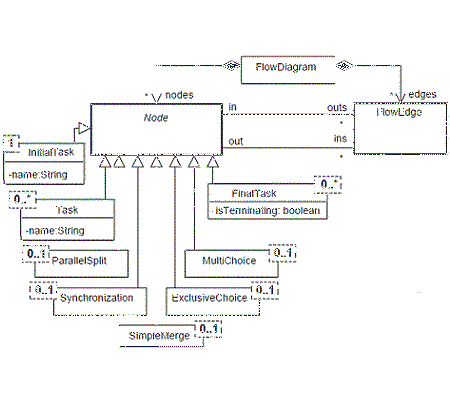 FlowDiagram
* nodes
* edges
Node
in
outs
*
FlowEdge
out
ins
*
1
InitialTask
-name:String
0..*
Task
-name:String
0..*
FinalTask
-isTerminating: boolean
0..1
ParallelSplit
MultiChoice
0..1
0..1
Synchronization
ExclusiveChoice
0..1
SimpleMerge
0..1